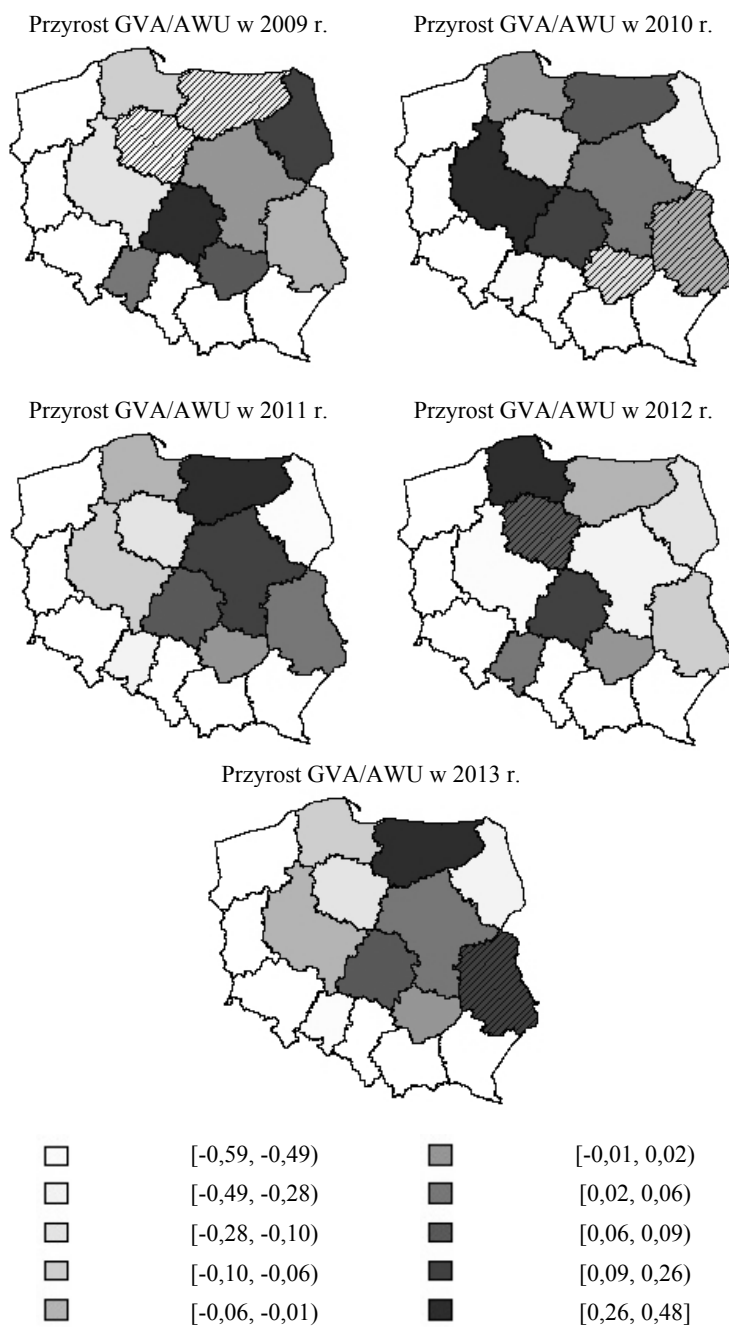 Przyrost GVA/AWU w 2009 r.
Przyrost GVA/AWU w 2010 r.
Przyrost GVA/AWU w 2011 r.
Przyrost GVA/AWU w 2012 r.
Przyrost GVA/AWU w 2013 r.
[-0,59, -0,49)
[-0,01, 0,02)
[-0,49, -0,28)
[0,02, 0,06)
[-0,28, -0,10)
[0,06, 0,09)
[-0,10, -0,06)
[0,09, 0,26)
[-0,06, -0,01)
[0,26, 0,48]